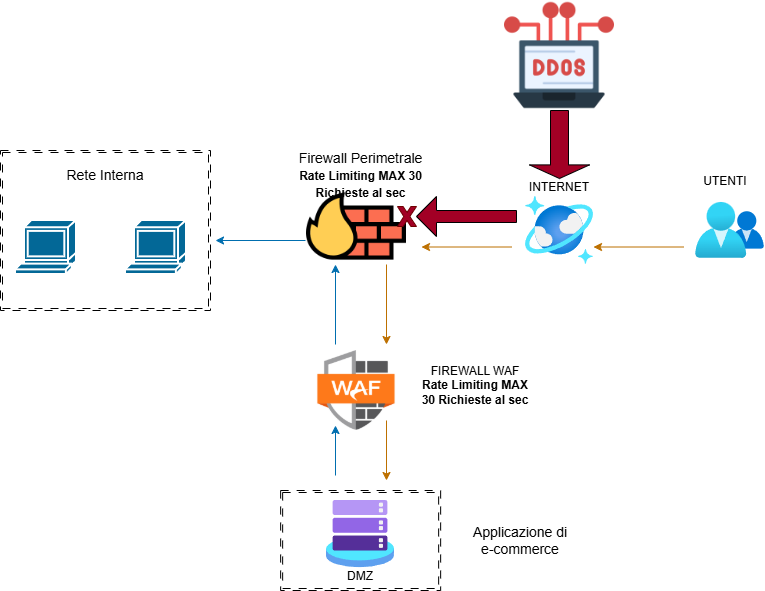 DDOS
Firewall Perimetrale
Rate Limiting MAX 30
Richieste al sec
Rete Interna
INTERNET
UTENTI
X
WAF
FIREWALL WAF
Rate Limiting MAX
30 Richieste al sec
DMZ
Applicazione di
e-commerce